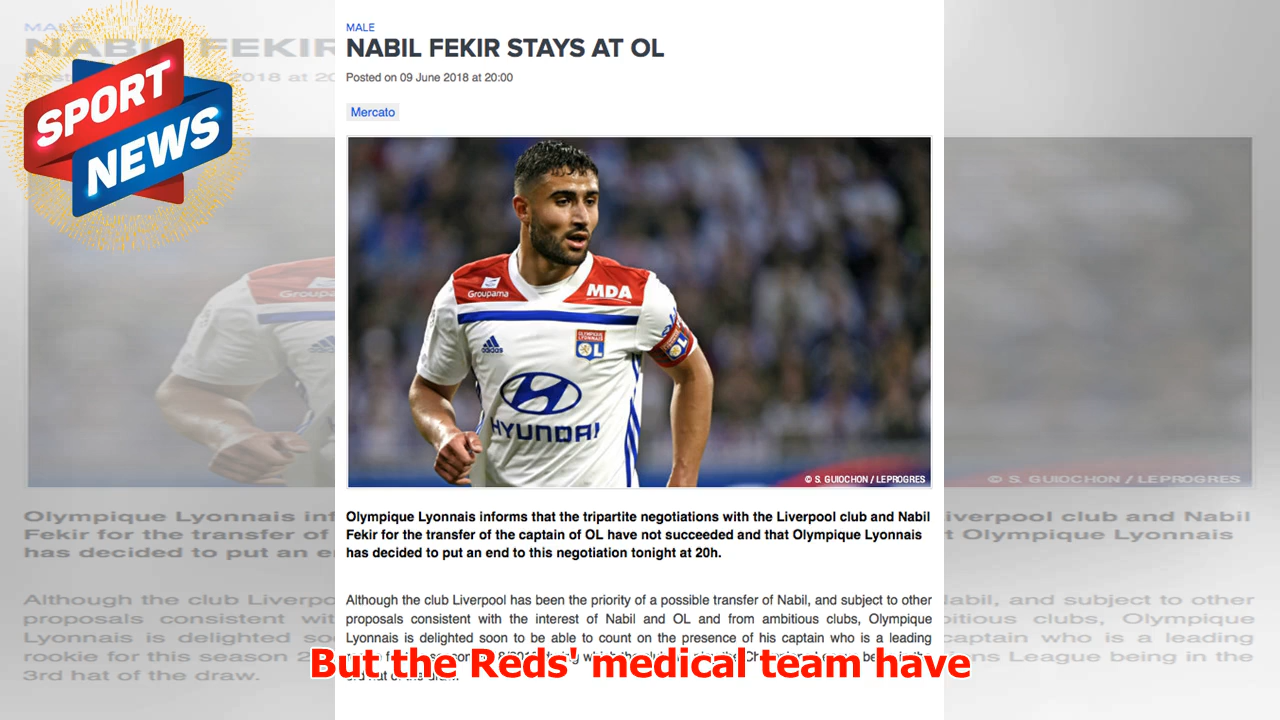 SPORT
NEWS
MALE
NABIL FEKIR STAYS AT OL
Posted on 09 June 2018 at 20:00
Mercato
Groupama
MDA
adidas
OLYMPIQUE
LYONNAIS
OL
HYUNDAI
© S. GUIOCHON / LEPROGRES
Olympique Lyonnais informs that the tripartite negotiations with the Liverpool club and Nabil
Fekir for the transfer of the captain of OL have not succeeded and that Olympique Lyonnais
has decided to put an end to this negotiation tonight at 20h.
Although the club Liverpool has been the priority of a possible transfer of Nabil, and subject to other
proposals consistent with the interest of Nabil and OL and from ambitious clubs, Olympique
Lyonnais is delighted soon to be able to count on the presence of his captain who is a leading
But the Reds' medical team have